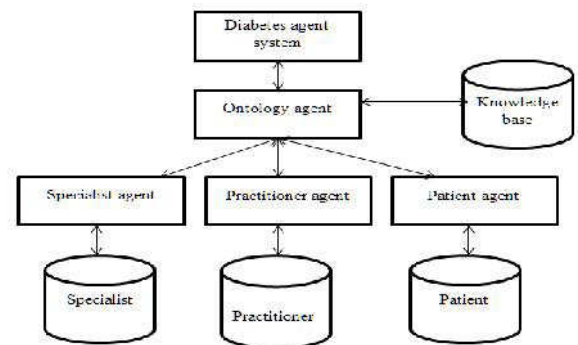 Diabetes agent
system
Ontology agent
Knowledge
base
Specialist agent
Practitioner agent
Patient agent
Specialist
Practitioner
Patient